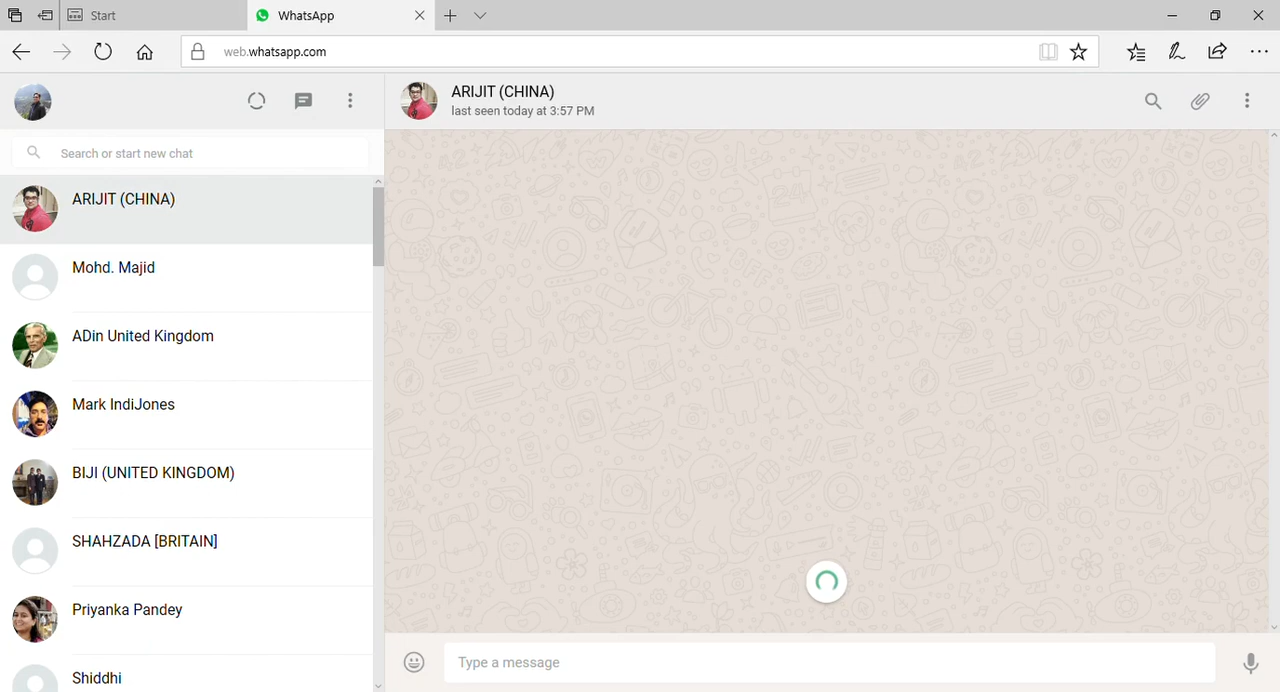 Start
WhatsApp
web.whatsapp.com
ARIJIT (CHINA)
last seen today at 3:57 PM
Search or start new chat
ARIJIT (CHINA)
Mohd. Majid
ADin United Kingdom
Mark IndiJones
BIJI (UNITED KINGDOM)
SHAHZADA [BRITAIN]
Priyanka Pandey
Shiddhi
Type a message